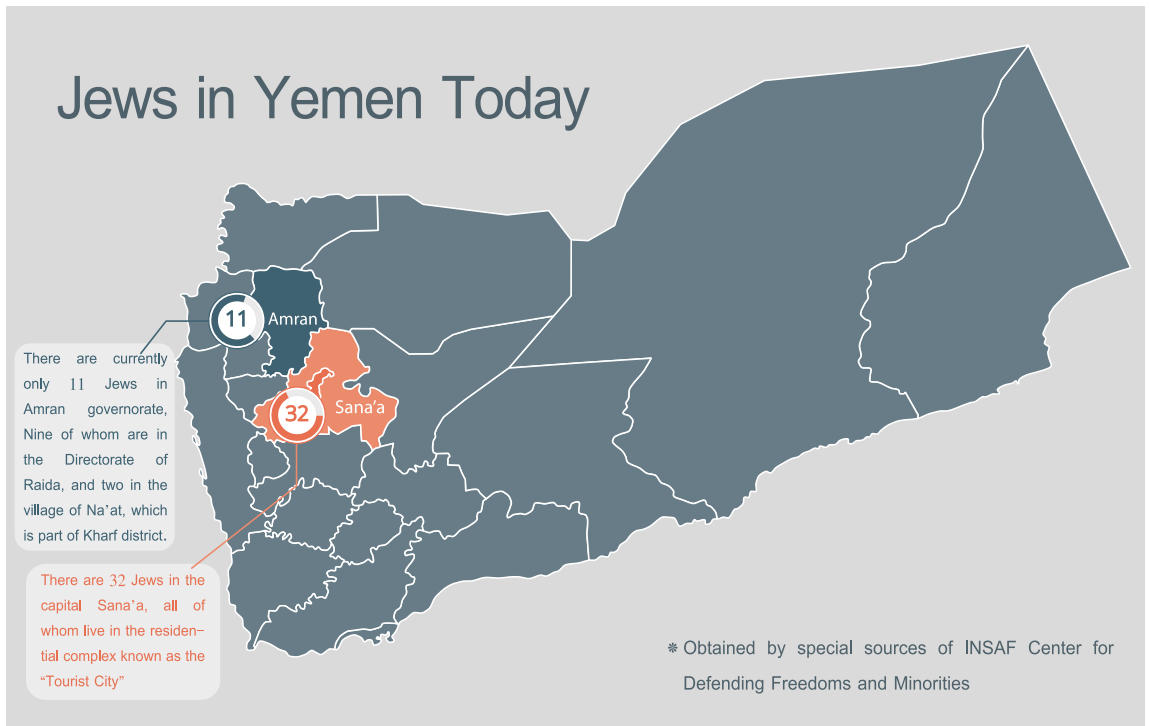 Jews in Yemen Today
11
Amran
There are currently
only 11 Jews in
Amran governorate,
Nine of whom are in
the Directorate of
Raida, and two in the
village of Na’at, which
is part of Kharf district.
32
Sana’a
There are 32 Jews in the
capital Sana’a, all of
whom live in the residen–
tial complex known as the
“Tourist City”
* Obtained by special sources of INSAF Center for
Defending Freedoms and Minorities